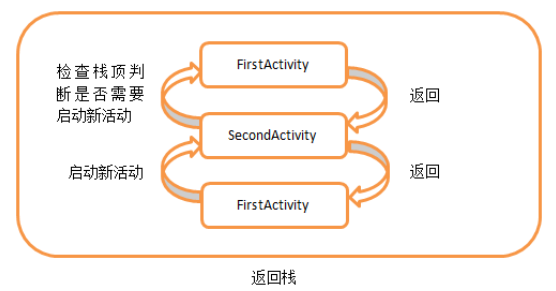 检查栈顶判
断是否需要
启动新活动
FirstActivity
返回
SecondActivity
启动新活动
返回
FirstActivity
返回栈